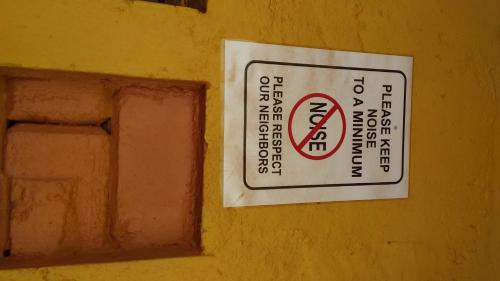 PLEASE KEEP
NOISE
TO A MINIMUM
NOISE
PLEASE RESPECT
OUR NEIGHBORS